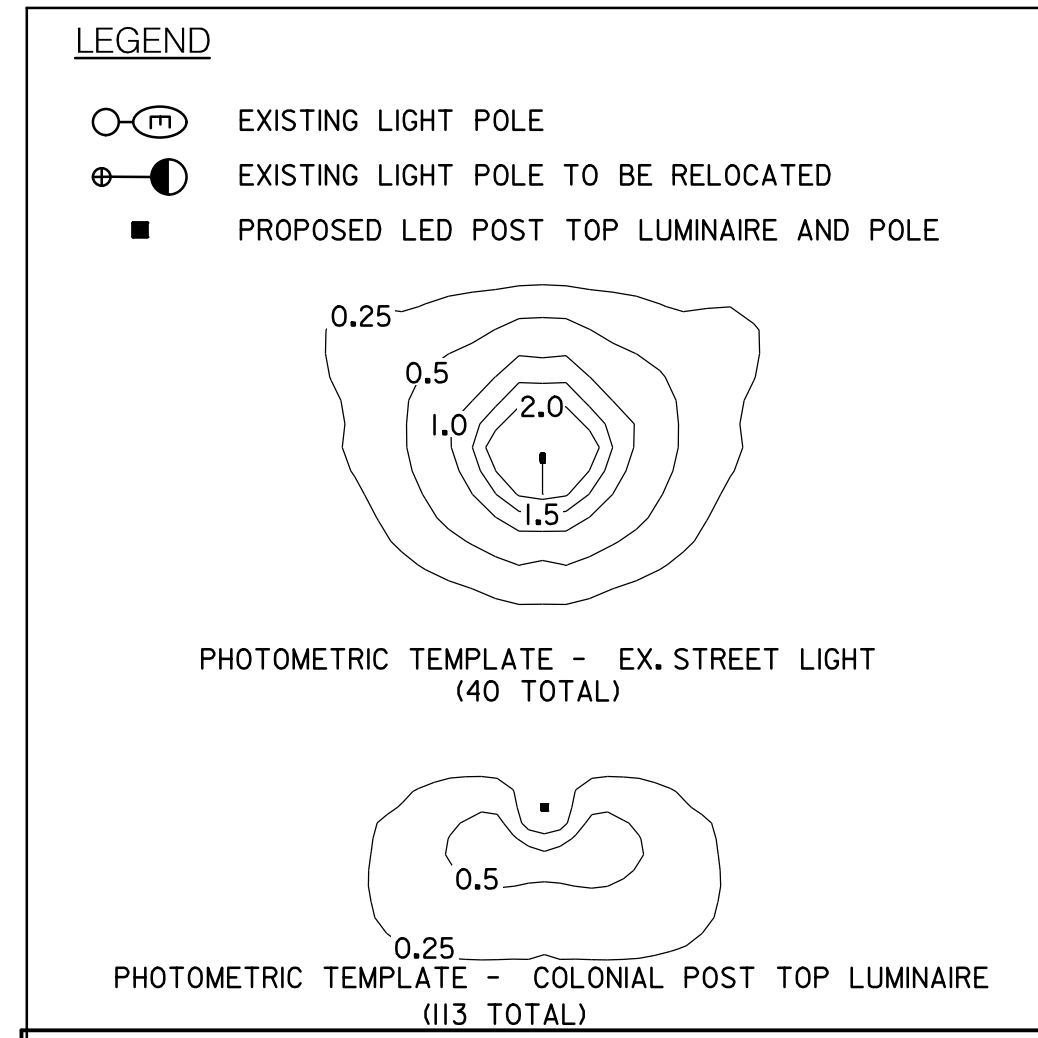 LEGEND
E
EXISTING LIGHT POLE
EXISTING LIGHT POLE TO BE RELOCATED
PROPOSED LED POST TOP LUMINAIRE AND POLE
0.25
0.5
1.0
2.0
1.5
PHOTOMETRIC TEMPLATE - EX. STREET LIGHT
(40 TOTAL)
0.5
0.25
PHOTOMETRIC TEMPLATE - COLONIAL POST TOP LUMINAIRE
(113 TOTAL)